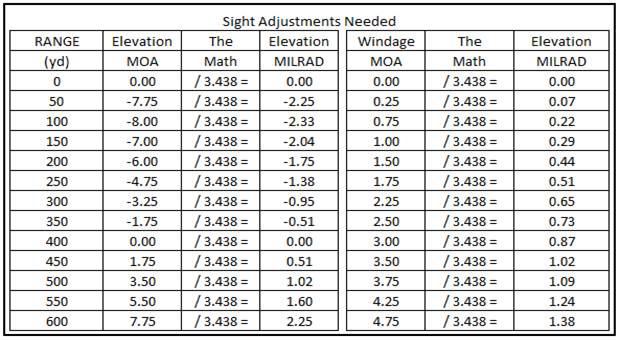 Sight Adjustments Needed
RANGE Elevation The Elevation Windage The Elevation
(yd) MOA Math MILRAD MOA Math MILRAD
0 0.00 / 3.438 = 0.00 0.00 / 3.438 = 0.00
50 -7.75 / 3.438 = -2.25 0.25 / 3.438 = 0.07
100 -8.00 / 3.438 = -2.33 0.75 / 3.438 = 0.22
150 -7.00 / 3.438 = -2.04 1.00 / 3.438 = 0.29
200 -6.00 / 3.438 = -1.75 1.50 / 3.438 = 0.44
250 -4.75 / 3.438 = -1.38 1.75 / 3.438 = 0.51
300 -3.25 / 3.438 = -0.95 2.25 / 3.438 = 0.65
350 -1.75 / 3.438 = -0.51 2.50 / 3.438 = 0.73
400 0.00 / 3.438 = 0.00 3.00 / 3.438 = 0.87
450 1.75 / 3.438 = 0.51 3.50 / 3.438 = 1.02
500 3.50 / 3.438 = 1.02 3.75 / 3.438 = 1.09
550 5.50 / 3.438 = 1.60 4.25 / 3.438 = 1.24
600 7.75 / 3.438 = 2.25 4.75 / 3.438 = 1.38